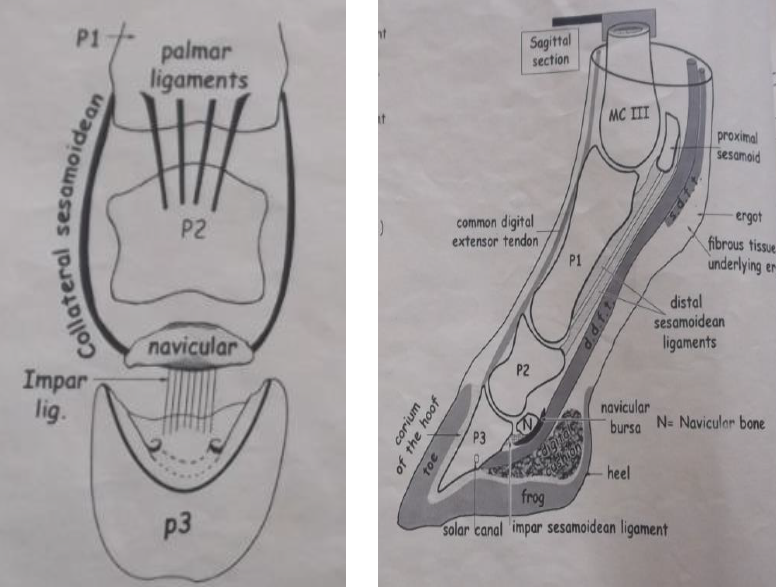 P1
palmar
ligaments
Collateral sesamoidean
P2
navicular
Impar
lig.
p3
nt
nt
)
Sagittal
section
MC III
proximal
sesamoid
s.d.f.t.
ergot
common digital
extensor tendon
fibrous tissue
underlying er
P1
distal
sesamoidean
ligaments
d.d.f.t.
P2
navicular
bursa
N= Navicular bone
N
corium
of the hoof
P3
digital
cushion
toe
heel
frog
solar canal
impar sesamoidean ligament